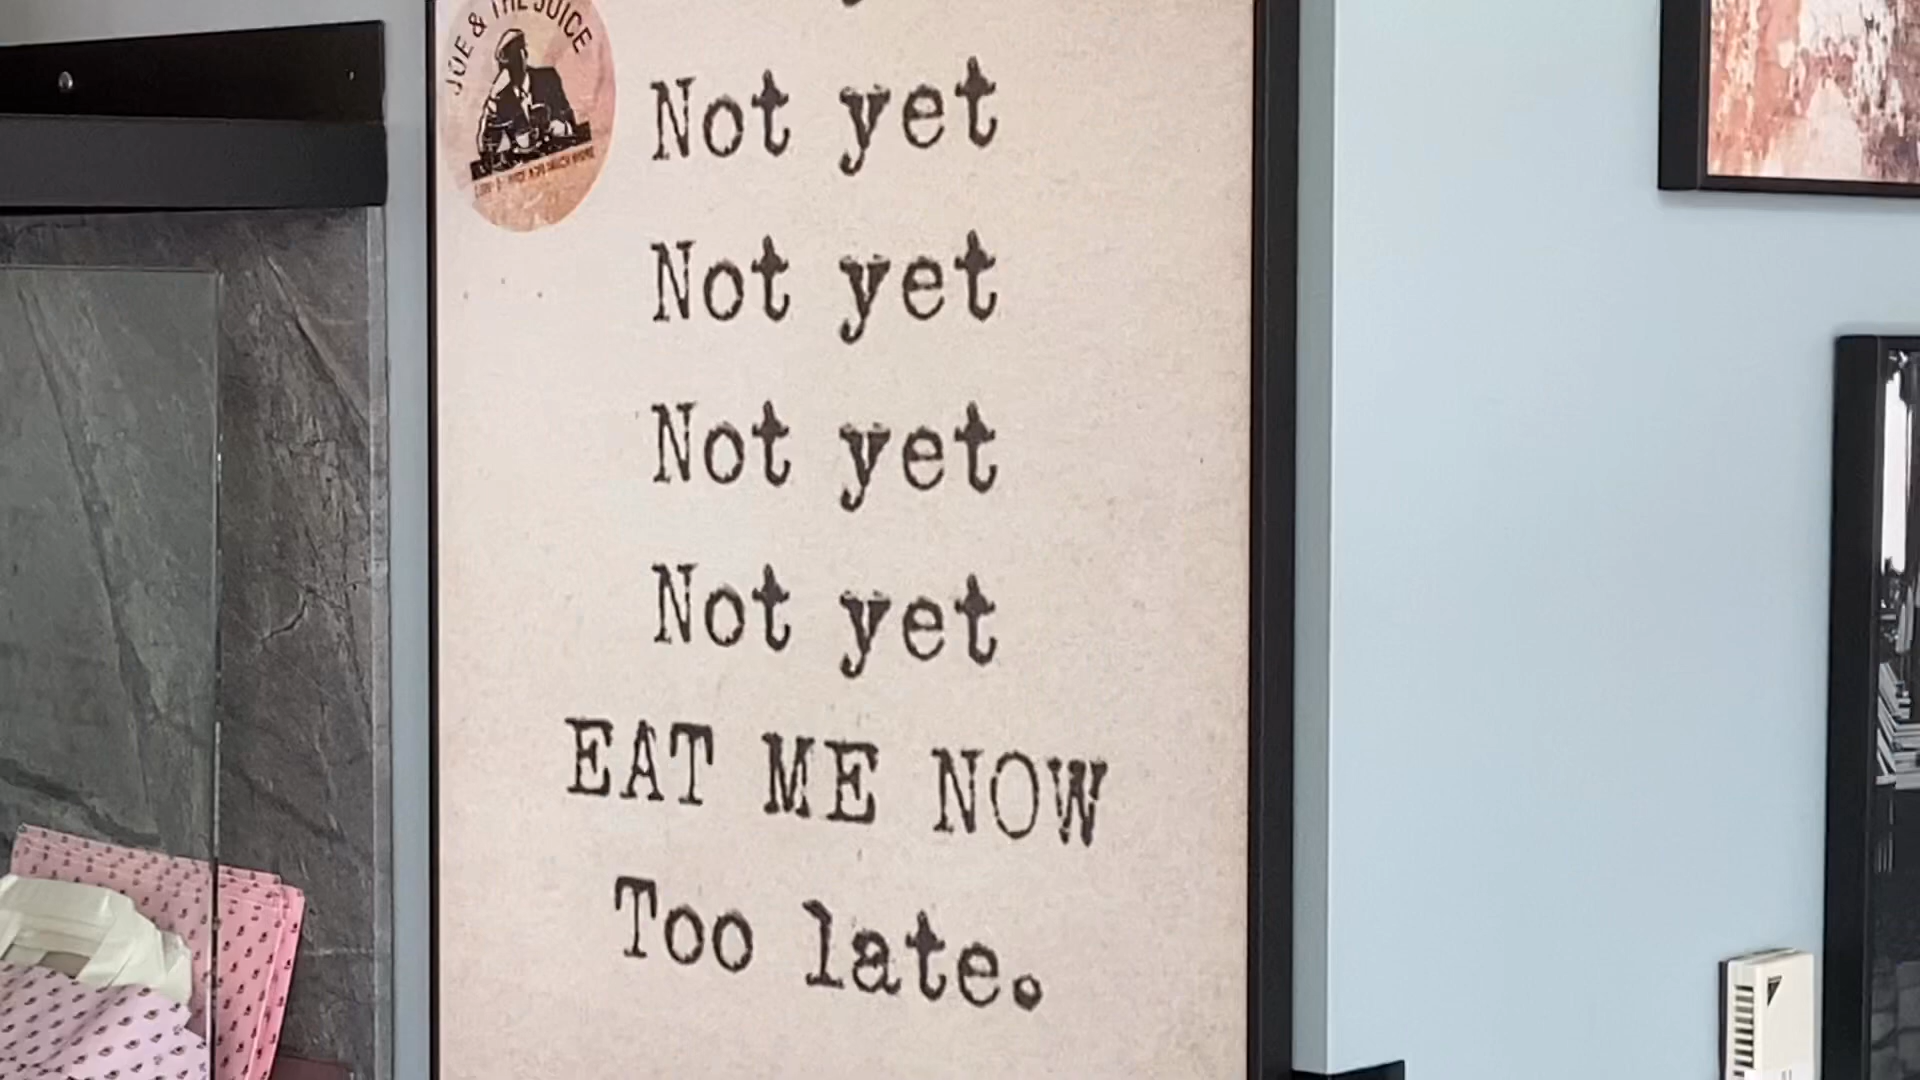 JOE & THE JUICE
Not yet
Not yet
Not yet
Not yet
EAT ME NOW
Too late.